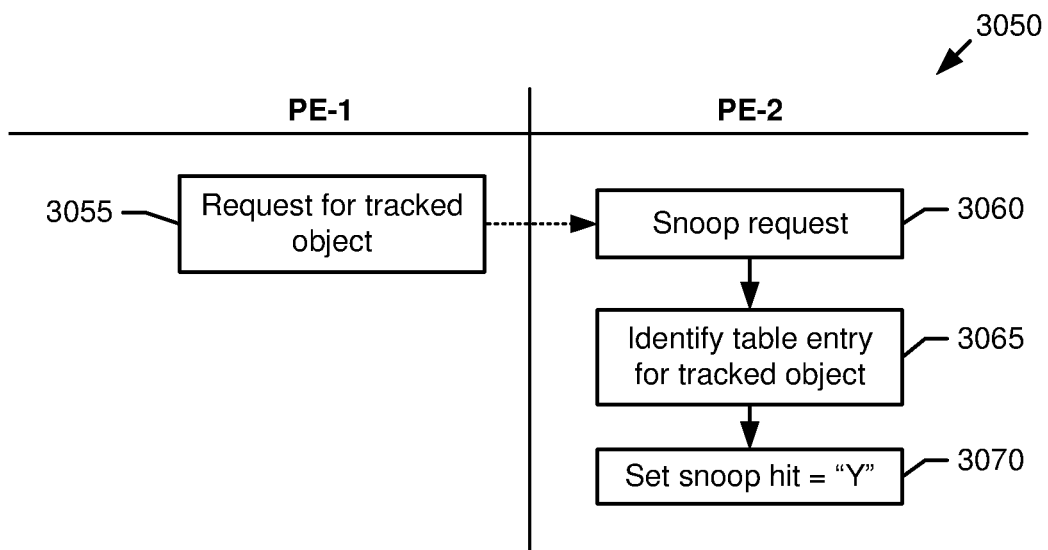 3050
PE-1
PE-2
3055
Request for tracked
object
Snoop request
3060
Identify table entry
for tracked object
3065
Set snoop hit = “Y”
3070